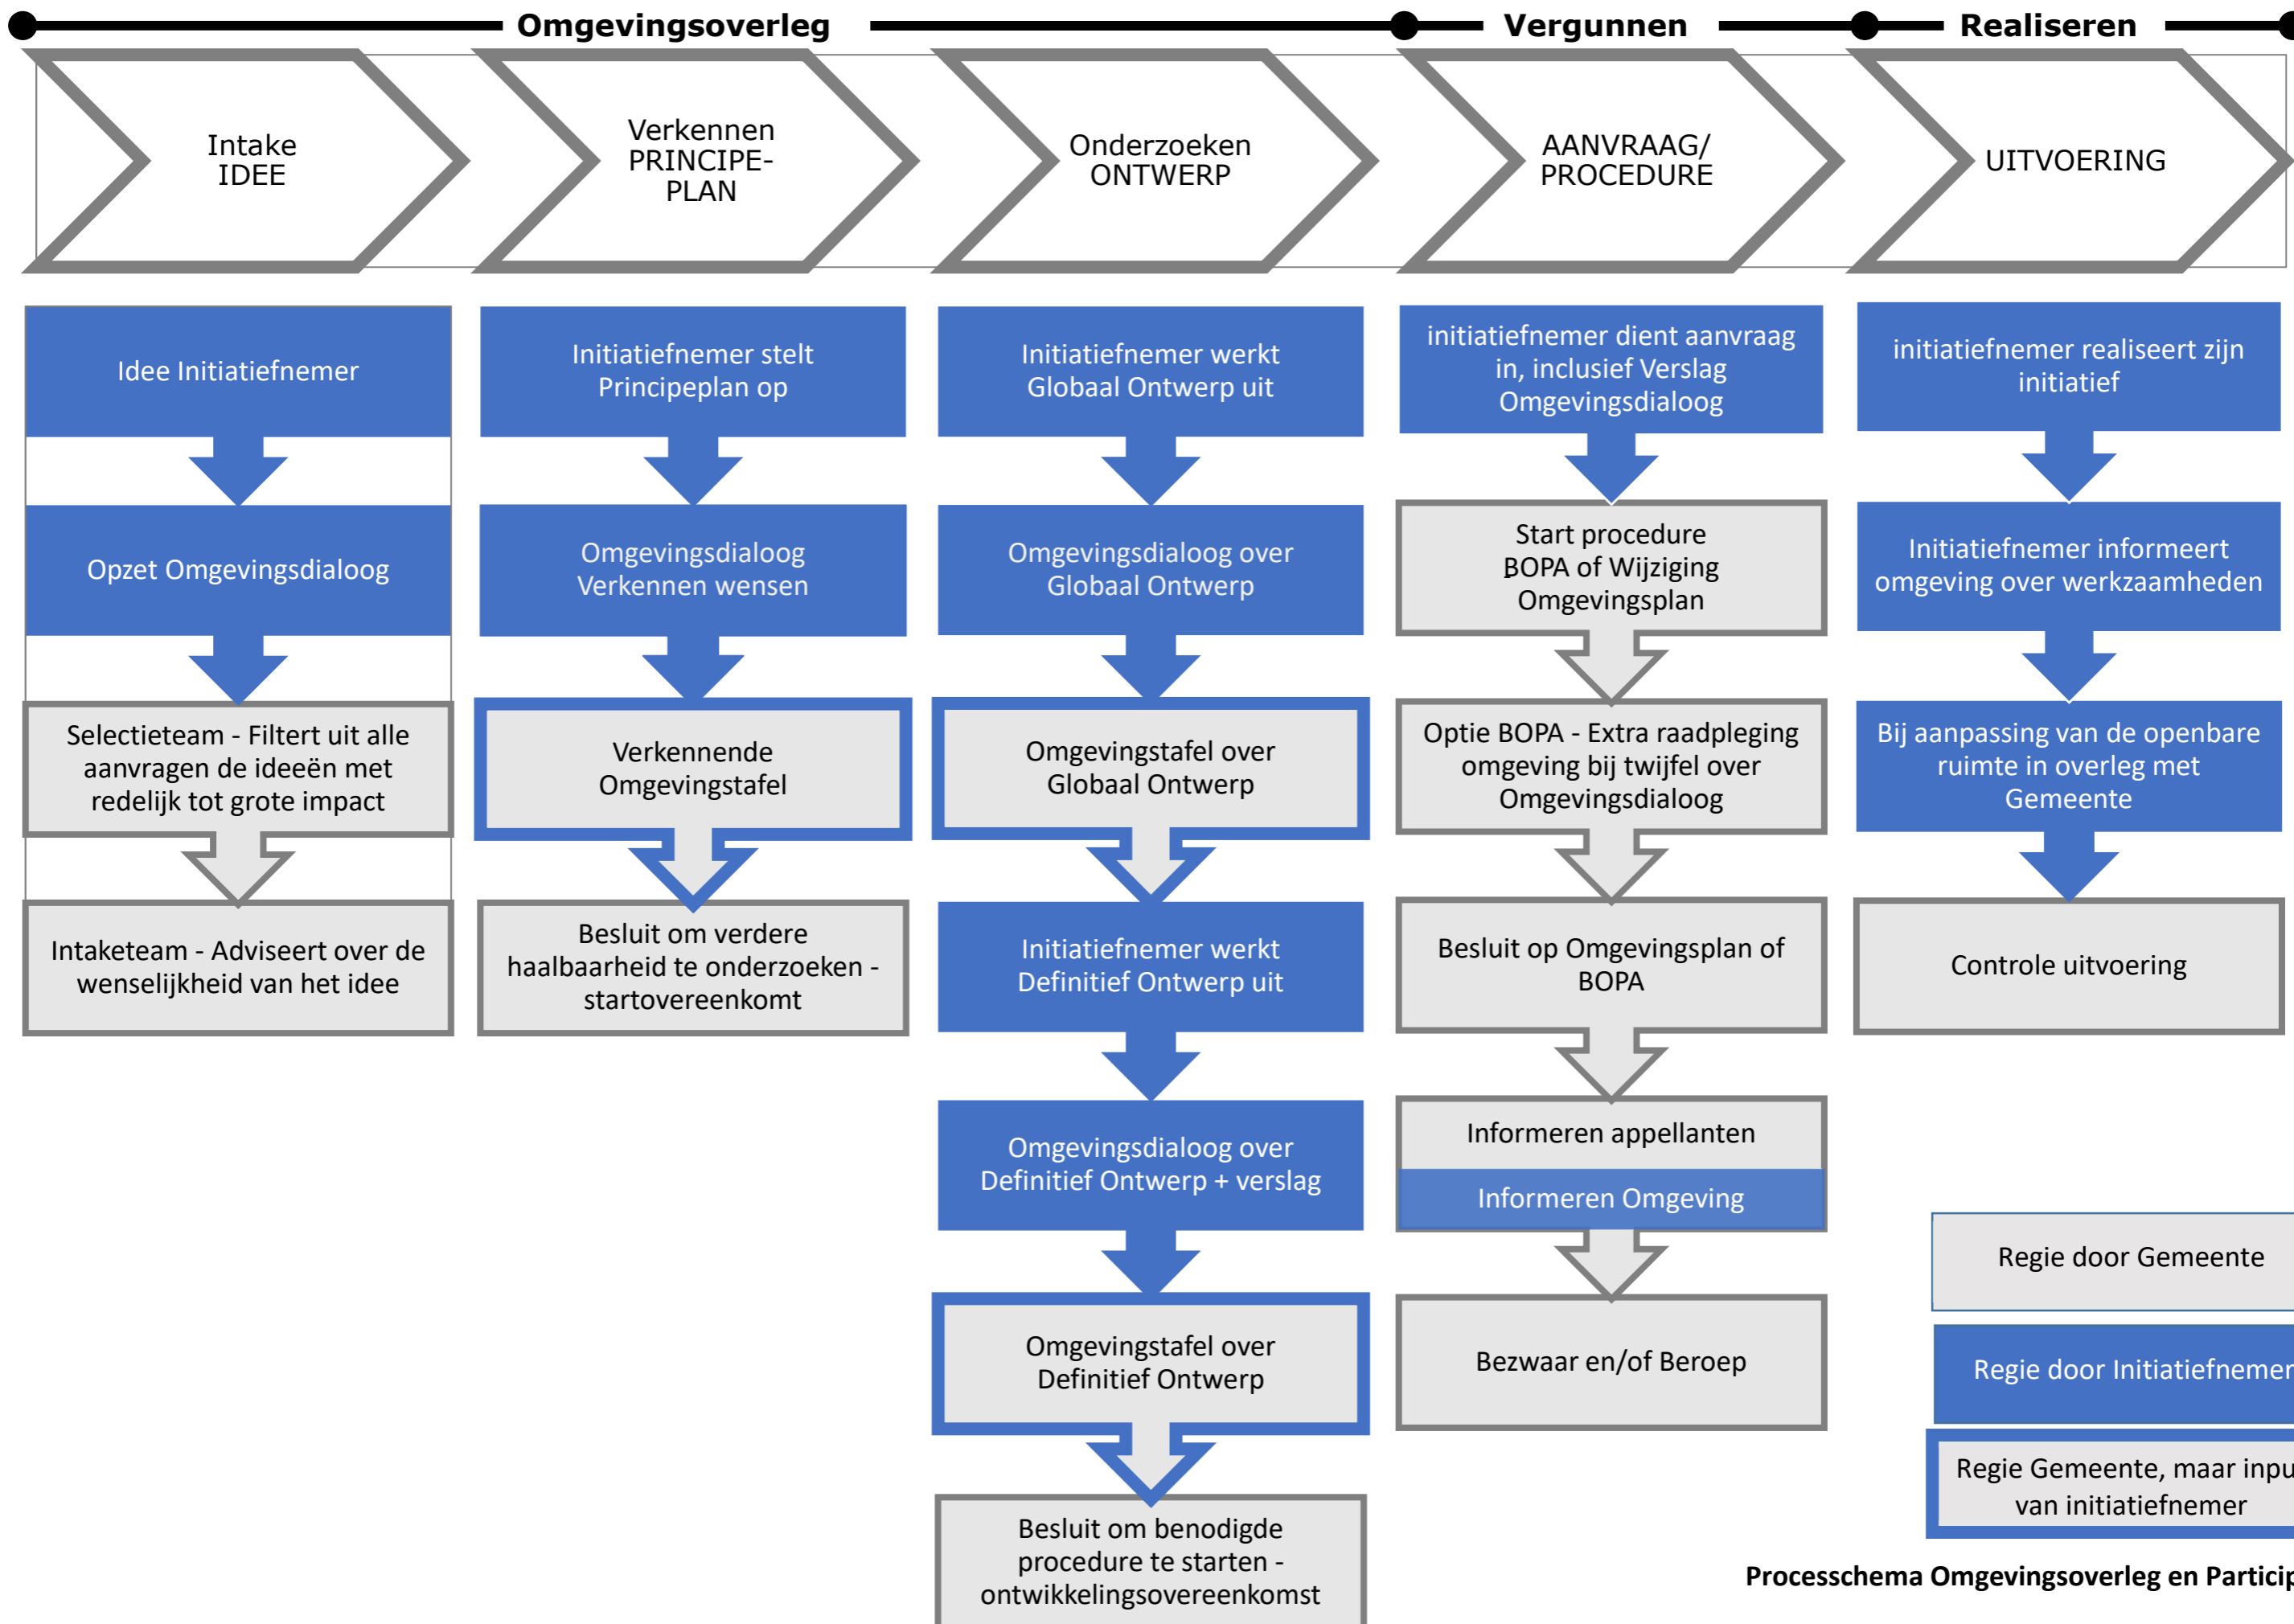 Omgevingsoverleg
Vergunnen
Realiseren
Intake
IDEE
Verkennen
PRINCIPE-
PLAN
Onderzoeken
ONTWERP
AANVRAAG/
PROCEDURE
UITVOERING
Idee Initiatiefnemer
Opzet Omgevingsdialoog
Selectieteam - Filtert uit alle
aanvragen de ideeën met
redelijk tot grote impact
Intaketeam - Adviseert over de
wenselijkheid van het idee
Initiatiefnemer stelt
Principeplan op
Omgevingsdialoog
Verkennen wensen
Verkennende
Omgevingstafel
Besluit om verdere
haalbaarheid te onderzoeken -
startovereenkomt
Initiatiefnemer werkt
Globaal Ontwerp uit
Omgevingsdialoog over
Globaal Ontwerp
Omgevingstafel over
Globaal Ontwerp
Initiatiefnemer werkt
Definitief Ontwerp uit
Omgevingsdialoog over
Definitief Ontwerp + verslag
Omgevingstafel over
Definitief Ontwerp
Besluit om benodigde
procedure te starten -
ontwikkelingsovereenkomst
initiatiefnemer dient aanvraag
in, inclusief Verslag
Omgevingsdialoog
Start procedure
BOPA of Wijziging
Omgevingsplan
Optie BOPA - Extra raadpleging
omgeving bij twijfel over
Omgevingsdialoog
Besluit op Omgevingsplan of
BOPA
Informeren appellanten
Informeren Omgeving
Bezwaar en/of Beroep
initiatiefnemer realiseert zijn
initiatief
Initiatiefnemer informeert
omgeving over werkzaamheden
Bij aanpassing van de openbare
ruimte in overleg met
Gemeente
Controle uitvoering
Regie door Gemeente
Regie door Initiatiefnemer
Regie Gemeente, maar inpu
van initiatiefnemer
Processchema Omgevingsoverleg en Particip